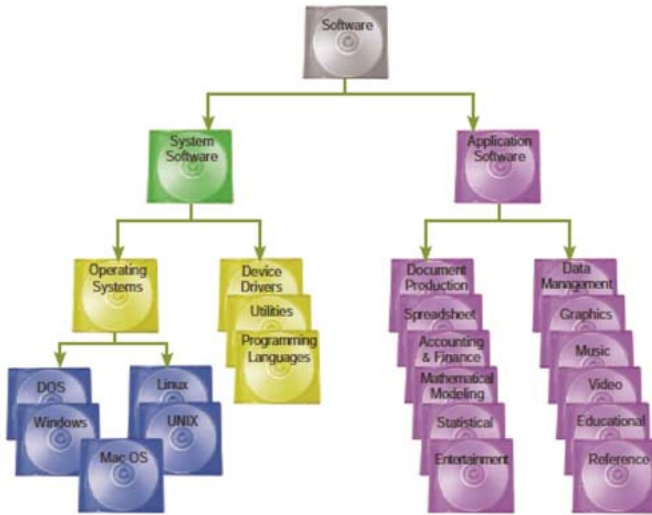 Software
System
Software
Application
Software
Operating
Systems
Device
Drivers
Utilities
Programming
Languages
DOS
Linux
Windows
UNIX
Mac OS
Document
Production
Spreadsheet
Accounting
& Finance
Mathematical
Modeling
Statistical
Entertainment
Data
Management
Graphics
Music
Video
Educational
Reference